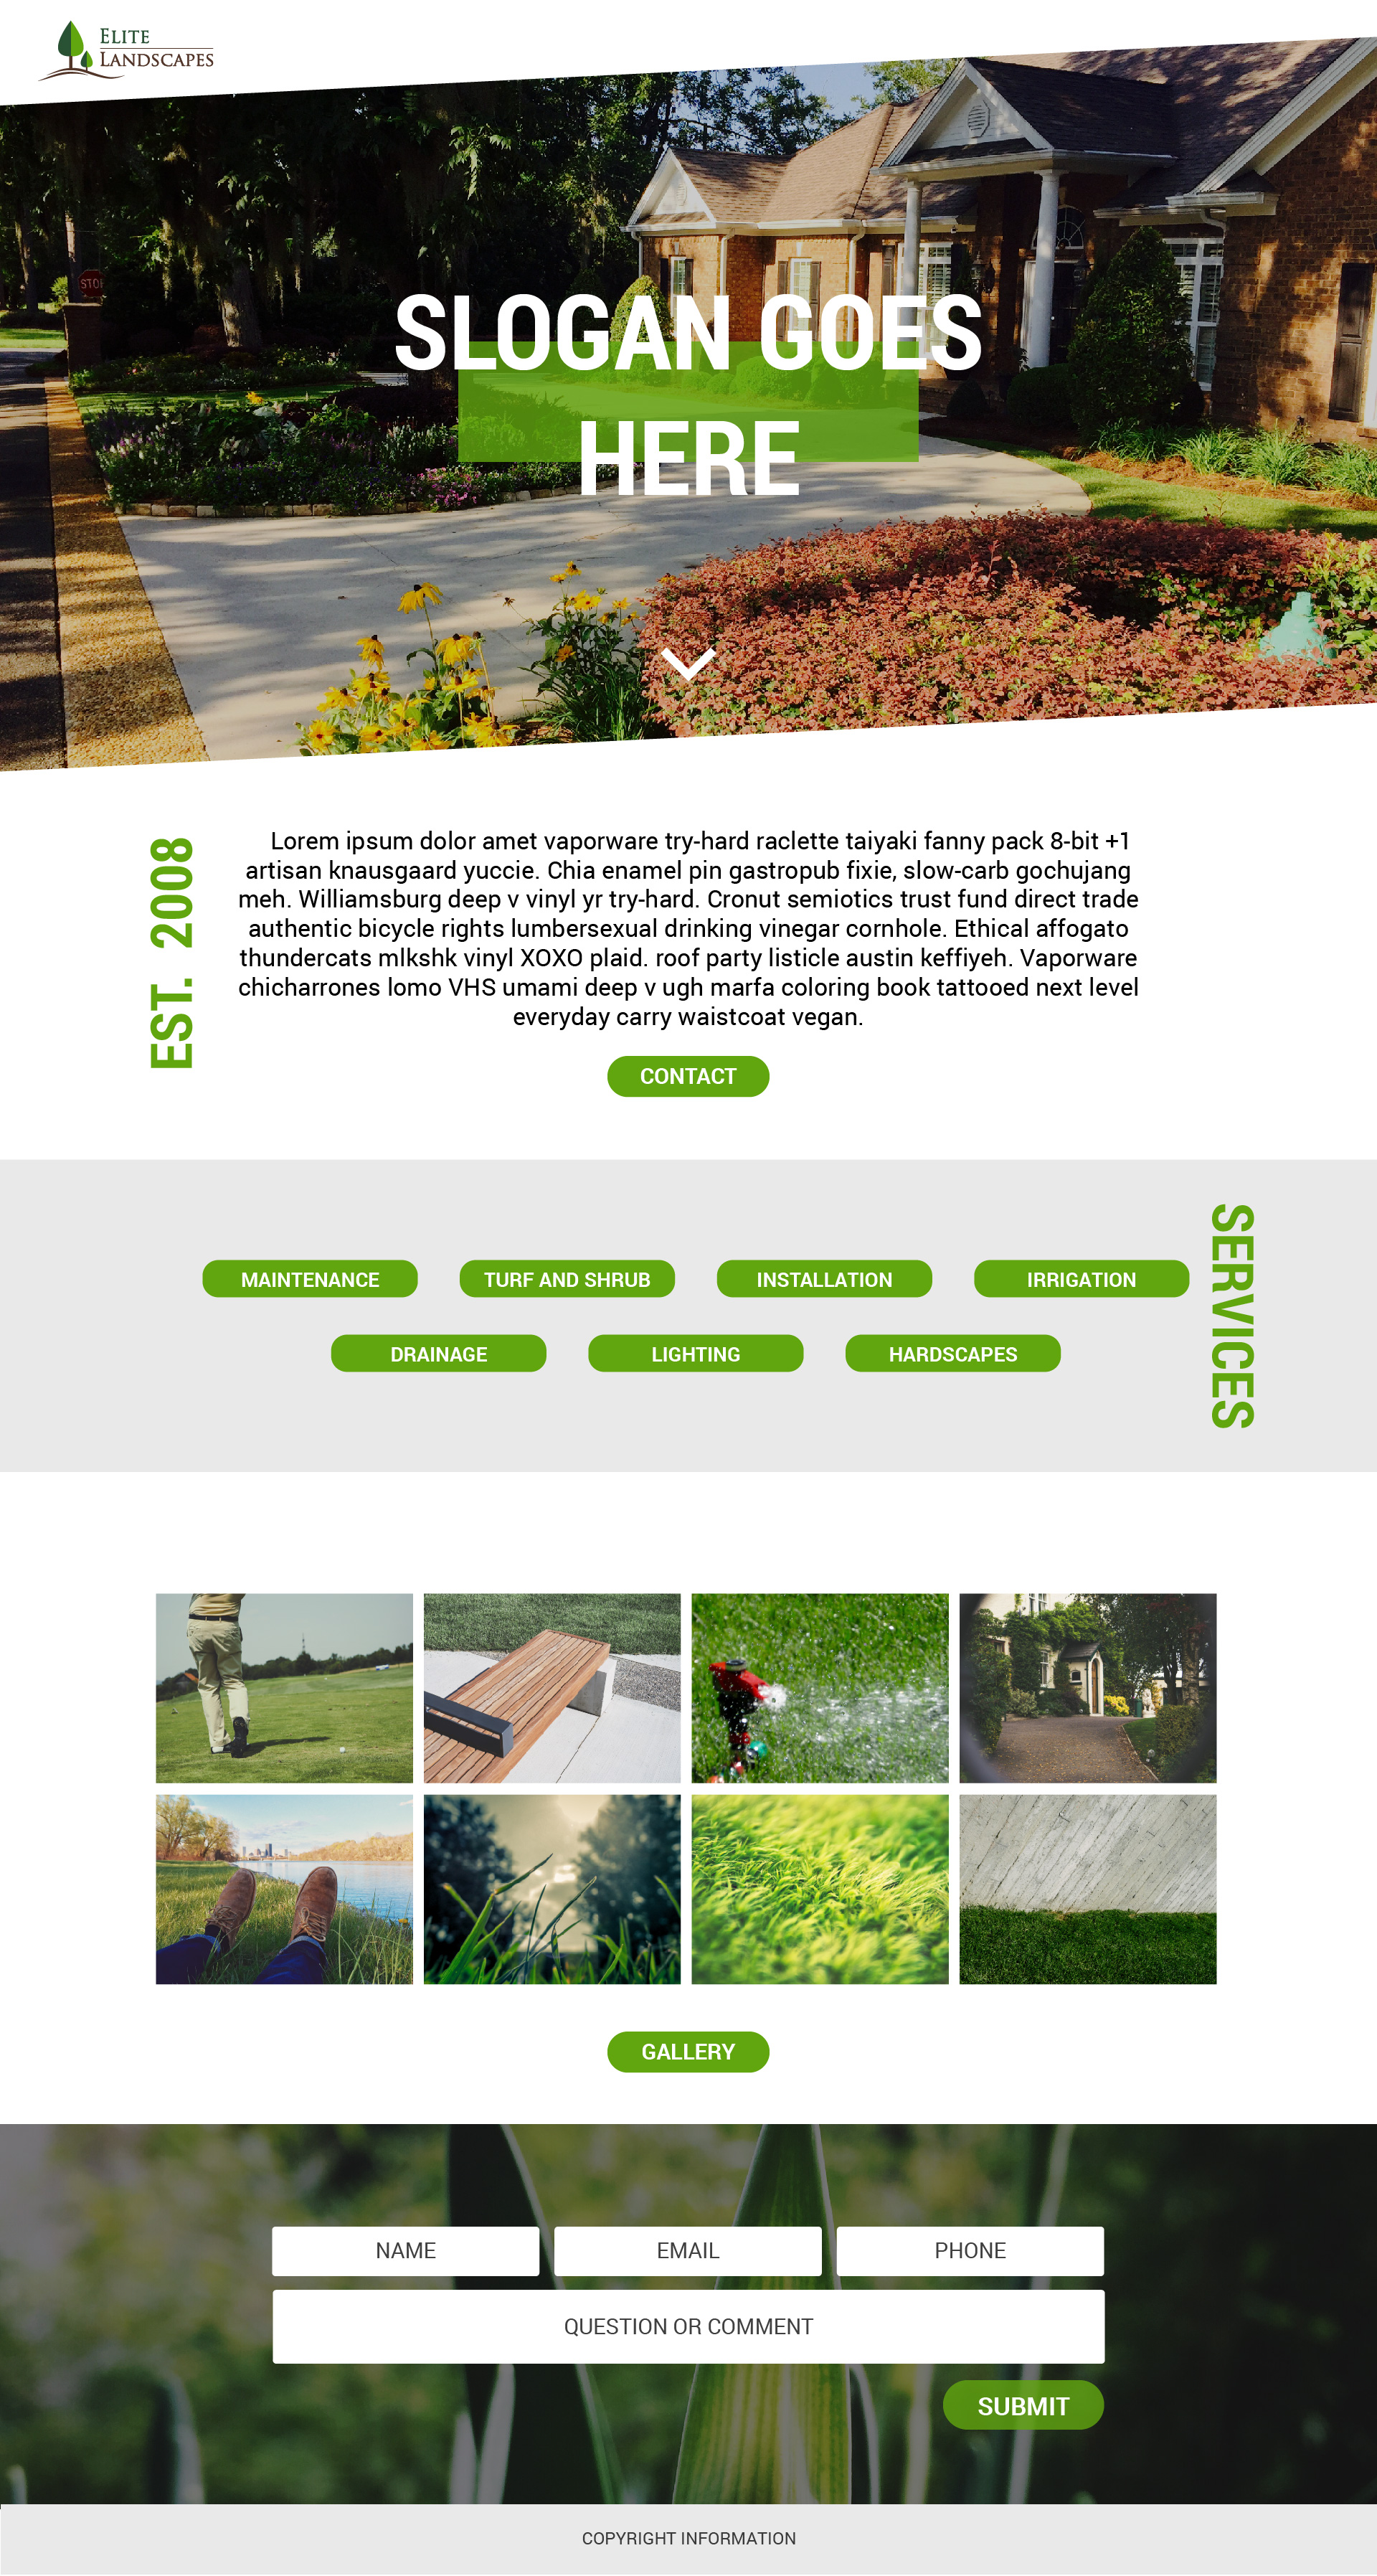 ELITE
LANDSCAPES
STOP
SLOGAN GOES
HERE
EST. 2008
Lorem ipsum dolor amet vaporware try-hard raclette taiyaki fanny pack 8-bit +1
artisan knausgaard yuccie. Chia enamel pin gastropub fixie, slow-carb gochujang
meh. Williamsburg deep v vinyl yr try-hard. Cronut semiotics trust fund direct trade
authentic bicycle rights lumbersexual drinking vinegar cornhole. Ethical affogato
thundercats mlkshk vinyl XOXO plaid. roof party listicle austin keffiyeh. Vaporware
chicharrones lomo VHS umami deep v ugh marfa coloring book tattooed next level
everyday carry waistcoat vegan.
CONTACT
SERVICES
MAINTENANCE
TURF AND SHRUB
INSTALLATION
IRRIGATION
DRAINAGE
LIGHTING
HARDSCAPES
GALLERY
NAME
EMAIL
PHONE
QUESTION OR COMMENT
SUBMIT
COPYRIGHT INFORMATION